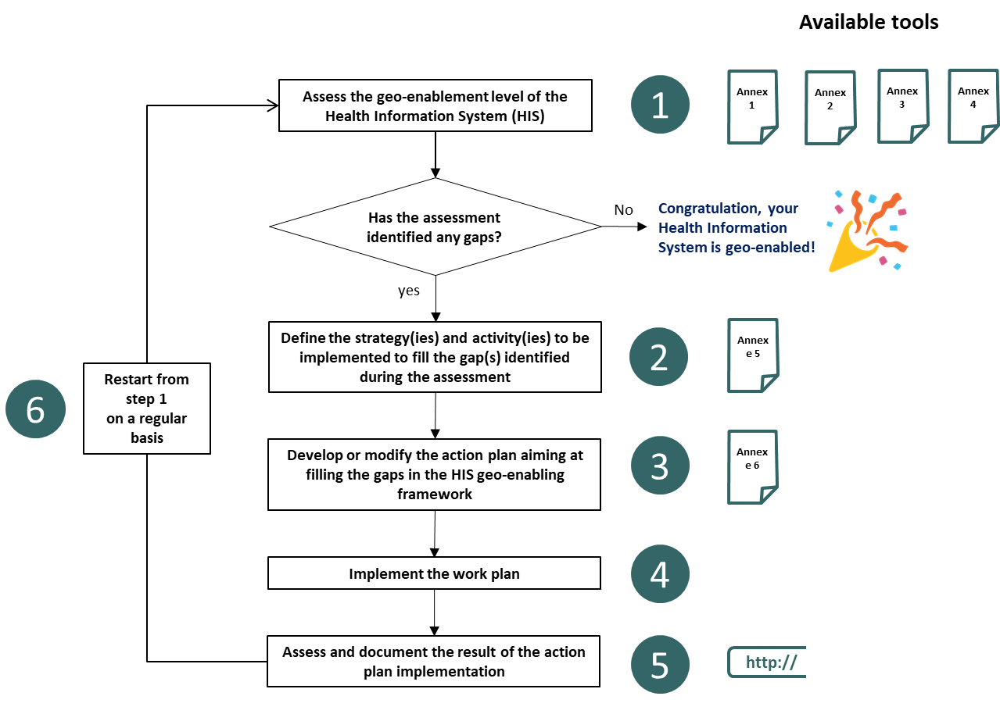 Available tools
Assess the geo-enablement level of the
Health Information System (HIS)
1
Annex
1
Annex
2
Annex
3
Annex
4
Has the assessment
identified any gaps?
No
Congratulation, your
Health Information
System is geo-enabled!
yes
Define the strategy(ies) and activity(ies) to be
implemented to fill the gap(s) identified
during the assessment
2
Annex
e 5
6
Restart from
step 1
on a regular
basis
Develop or modify the action plan aiming at
filling the gaps in the HIS geo-enabling
framework
3
Annex
e 6
Implement the work plan
4
Assess and document the result of the action
plan implementation
5
http://